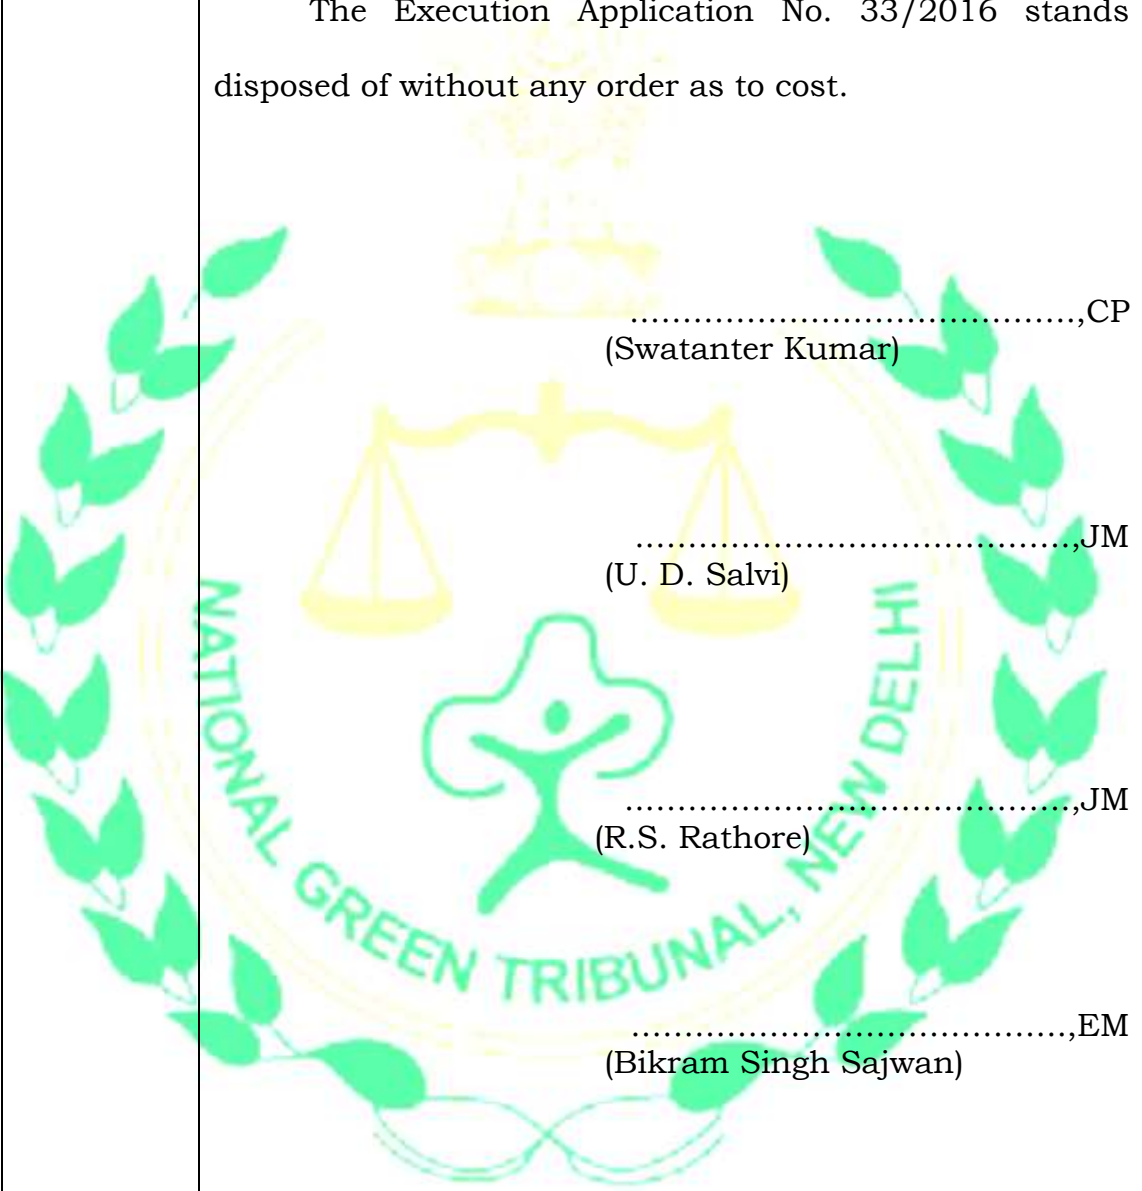 The Execution Application No. 33/2016 stands
disposed of without any order as to cost.
..........................................,CP
(Swatanter Kumar)
.........................................,JM
(U. D. Salvi)
..........................................,JM
(R.S. Rathore)
.........................................,EM
(Bikram Singh Sajwan)
NATIONAL GREEN TRIBUNAL, NEW DELHI